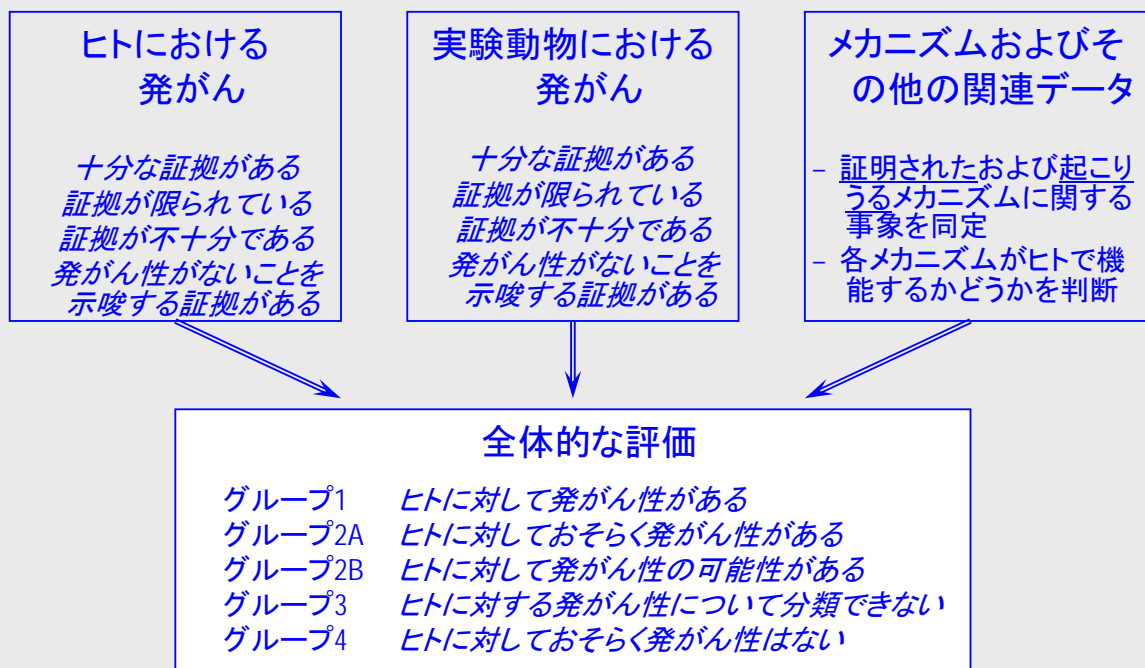 ヒトにおける
発がん
十分な証拠がある
証拠が限られている
証拠が不十分である
発がん性がないことを
示唆する証拠がある
実験動物における
発がん
十分な証拠がある
証拠が限られている
証拠が不十分である
発がん性がないことを
示唆する証拠がある
メカニズムおよびそ
の他の関連データ
– 証明されたおよび起こり
うるメカニズムに関する
事象を同定
– 各メカニズムがヒトで機
能するかどうかを判断
全体的な評価
グループ1 ヒトに対して発がん性がある
グループ2A ヒトに対しておそらく発がん性がある
グループ2B ヒトに対して発がん性の可能性がある
グループ3 ヒトに対する発がん性について分類できない
グループ4 ヒトに対しておそらく発がん性はない